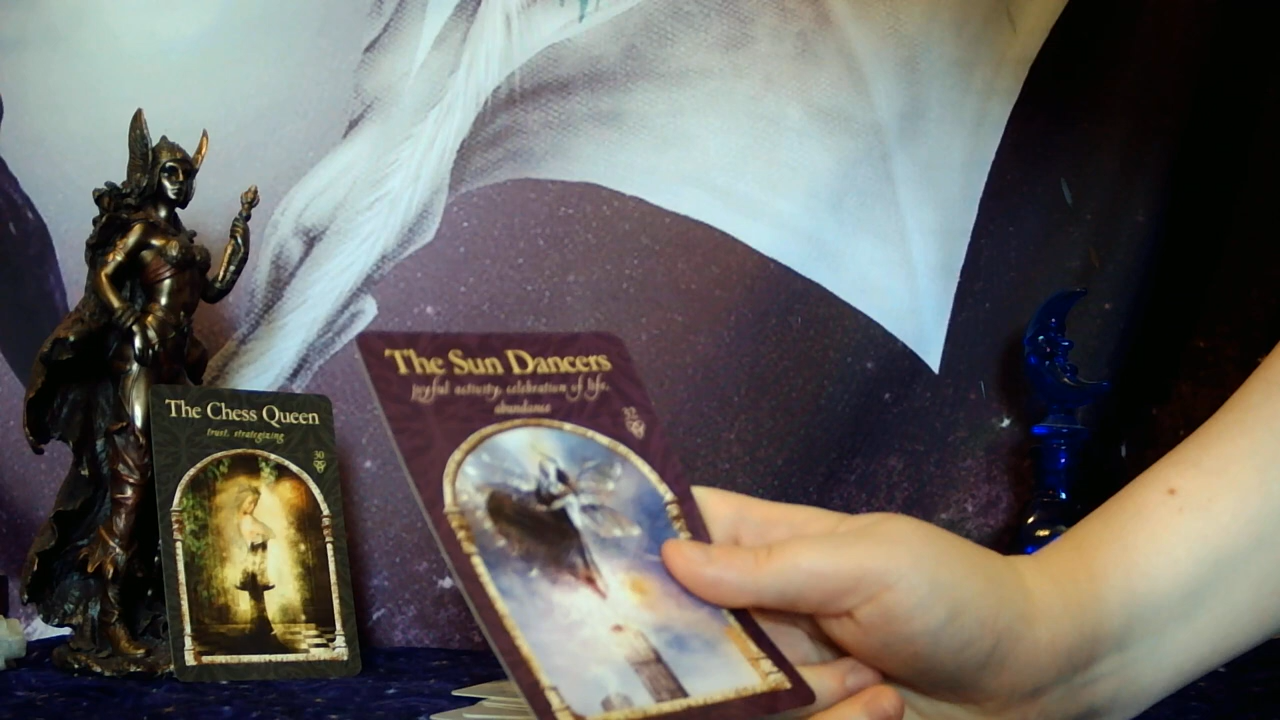 The Sun Dancers
joyful activity, celebration of life,
abundance
32
The Chess Queen
trust, strategizing
30